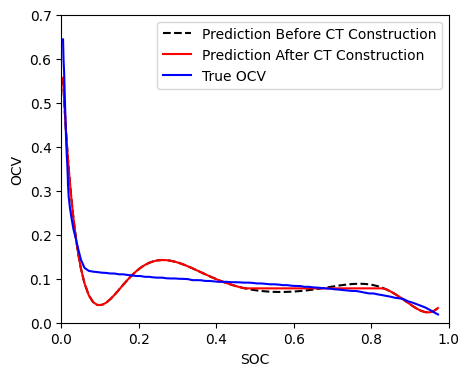 0.7
0.6
0.5
0.4
0.3
0.2
0.1
0.0
OCV
Prediction Before CT Construction
Prediction After CT Construction
True OCV
0.0
0.2
0.4
0.6
0.8
1.0
SOC